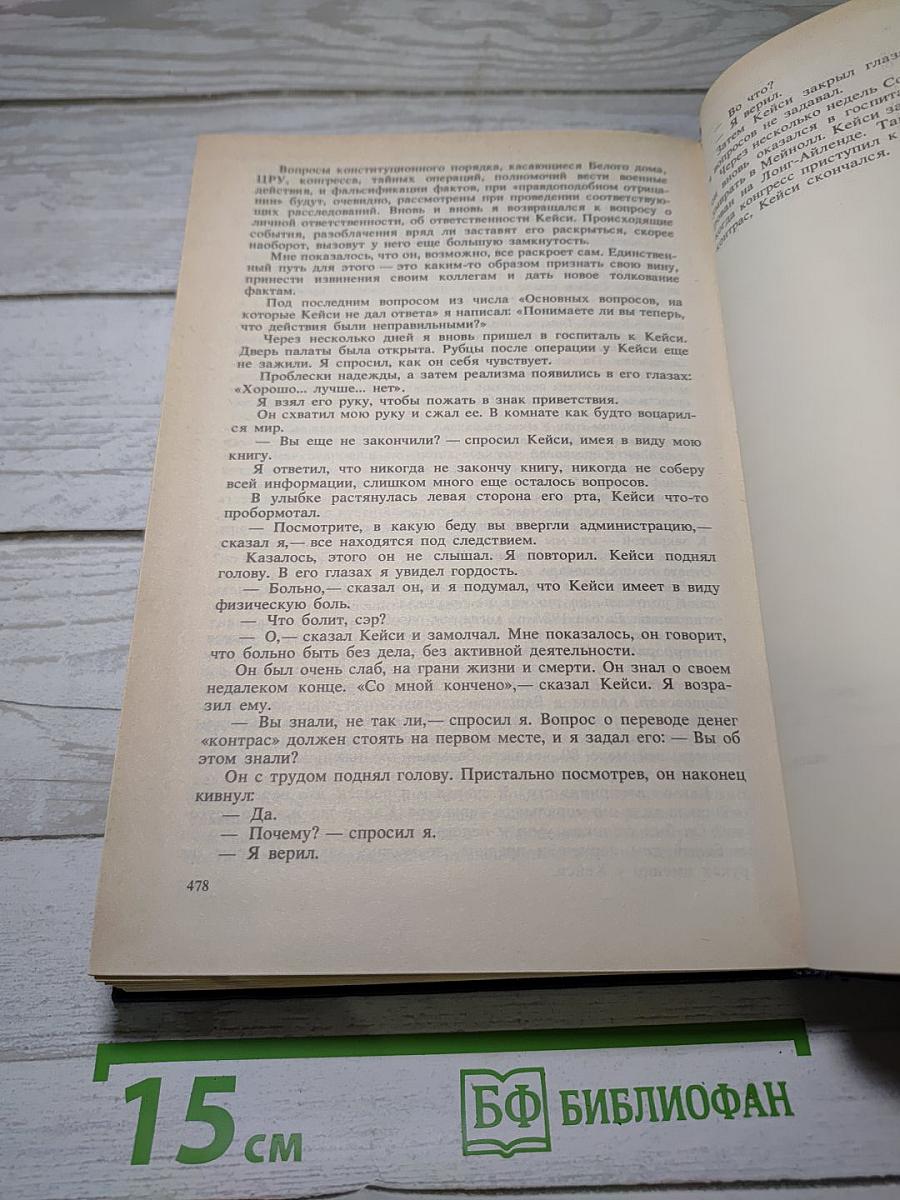 Вопросы конституционного порядка, касающиеся Белого дома,
ЦРУ, конгресса, тайных операций, полномочий вести военные
действия, и фальсификации фактов, при «правдоподобном отрица-
нии» будут, очевидно, рассмотрены при проведении соответствую-
щих расследований. Вновь и вновь я возвращался к вопросу о
личной ответственности, об ответственности Кейси. Происходящие
события, разоблачения вряд ли заставят его раскрыться, скорее
наоборот, вызовут у него еще большую замкнутость.
Мне показалось, что он, возможно, все раскроет сам. Единствен-
ный путь для этого — это каким-то образом признать свою вину,
принести извинения своим коллегам и дать новое толкование
фактам.
Под последним вопросом из числа «Основных вопросов, на
которые Кейси не дал ответа» я написал: «Понимаете ли вы теперь,
что действия были неправильными?»
Через несколько дней я вновь пришел в госпиталь к Кейси.
Дверь палаты была открыта. Рубцы после операции у Кейси еще
не зажили. Я спросил, как он себя чувствует.
Проблески надежды, а затем реализма появились в его глазах:
«Хорошо... лучше... нет».
Я взял его руку, чтобы пожать в знак приветствия.
Он схватил мою руку и сжал ее. В комнате как будто воцарил-
ся мир.
— Вы еще не закончили? — спросил Кейси, имея в виду мою
книгу.
Я ответил, что никогда не закончу книгу, никогда не соберу
всей информации, слишком много еще осталось вопросов.
В улыбке растянулась левая сторона его рта, Кейси что-то
пробормотал.
— Посмотрите, в какую беду вы ввергли администрацию,—
сказал я,— все находятся под следствием.
Казалось, этого он не слышал. Я повторил. Кейси поднял
голову. В его глазах я увидел гордость.
— Больно,— сказал он, и я подумал, что Кейси имеет в виду
физическую боль.
— Что болит, сэр?
— О,— сказал Кейси и замолчал. Мне показалось, он говорит,
что больно быть без дела, без активной деятельности.
Он был очень слаб, на грани жизни и смерти. Он знал о своем
недалеком конце. «Со мной кончено»,— сказал Кейси. Я возра-
зил ему.
— Вы знали, не так ли,— спросил я. Вопрос о переводе денег
«контрас» должен стоять на первом месте, и я задал его: — Вы об
этом знали?
Он с трудом поднял голову. Пристально посмотрев, он наконец
кивнул:
— Да.
— Почему? — спросил я.
— Я верил.
478
Во что?
— Я верил.
Затем Кейси закрыл глаза
вопросов не задавал.
Через несколько недель
вновь оказался в
в Мейнолл. Кейси
на Лонг-Айленде.
когда конгресс приступил к
контрас, Кейси скончался.
15 см
БФ БИБЛИОФАН